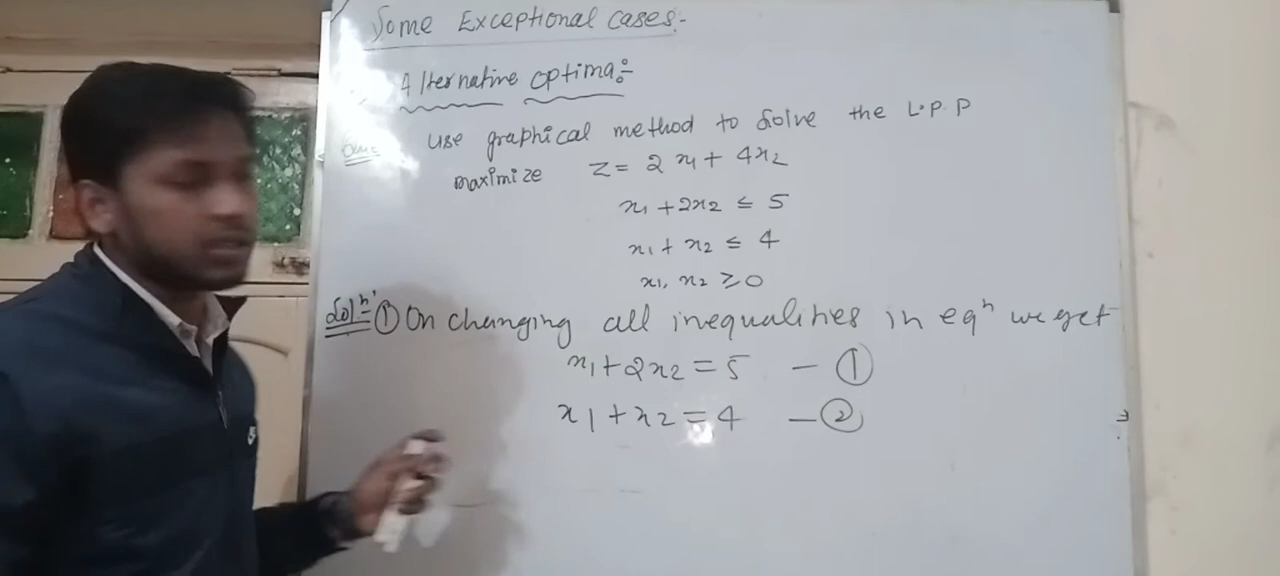 Some Exceptional cases:-
Alternative optima:-
Que:- Use graphical method to Solve the L.P.P
maximize Z = 2x₁ + 4x₂
x₁ + 2x₂ ≤ 5
x₁ + x₂ ≤ 4
x₁, x₂ ≥ 0
Solⁿ:- ① On changing all inequalities in eqⁿ we get
x₁ + 2x₂ = 5 — ①
x₁ + x₂ = 4 — ②